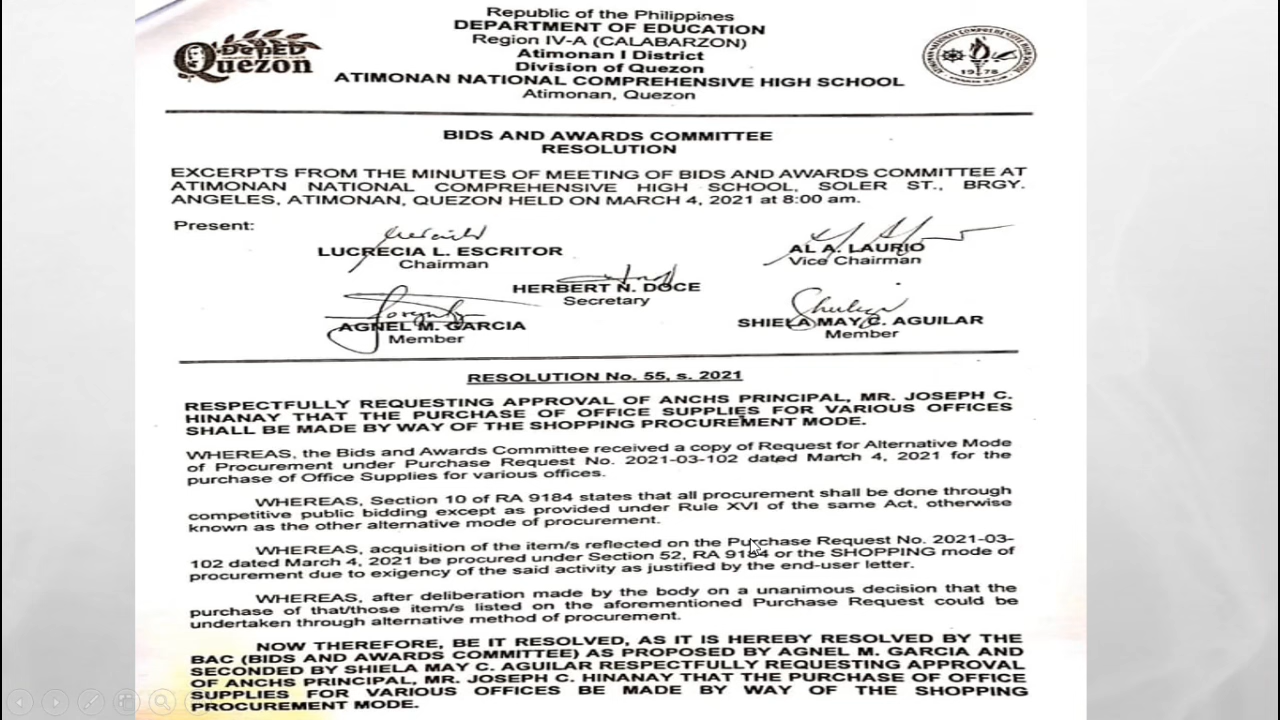 Republic of the Philippines
DEPARTMENT OF EDUCATION
Region IV-A (CALABARZON)
Atimonan I District
Division of Quezon
ATIMONAN NATIONAL COMPREHENSIVE HIGH SCHOOL
Atimonan, Quezon
DepED
Quezon
ATIMONAN NATIONAL COMPREHENSIVE HIGH SCHOOL
1978
BIDS AND AWARDS COMMITTEE
RESOLUTION
EXCERPTS FROM THE MINUTES OF MEETING OF BIDS AND AWARDS COMMITTEE AT
ATIMONAN NATIONAL COMPREHENSIVE HIGH SCHOOL, SOLER ST., BRGY.
ANGELES, ATIMONAN, QUEZON HELD ON MARCH 4, 2021 at 8:00 am.
Present:
LUCRECIA L. ESCRITOR
Chairman
AL A. LAURIO
Vice Chairman
HERBERT N. DOCE
Secretary
AGNEL M. GARCIA
Member
SHIELA MAY C. AGUILAR
Member
RESOLUTION No. 55, s. 2021
RESPECTFULLY REQUESTING APPROVAL OF ANCHS PRINCIPAL, MR. JOSEPH C.
HINANAY THAT THE PURCHASE OF OFFICE SUPPLIES FOR VARIOUS OFFICES
SHALL BE MADE BY WAY OF THE SHOPPING PROCUREMENT MODE.
WHEREAS, the Bids and Awards Committee received a copy of Request for Alternative Mode
of Procurement under Purchase Request No. 2021-03-102 dated March 4, 2021 for the
purchase of Office Supplies for various offices.
WHEREAS, Section 10 of RA 9184 states that all procurement shall be done through
competitive public bidding except as provided under Rule XVI of the same Act, otherwise
known as the other alternative mode of procurement.
WHEREAS, acquisition of the item/s reflected on the Purchase Request No. 2021-03-
102 dated March 4, 2021 be procured under Section 52, RA 9184 or the SHOPPING mode of
procurement due to exigency of the said activity as justified by the end-user letter.
WHEREAS, after deliberation made by the body on a unanimous decision that the
purchase of that/those item/s listed on the aforementioned Purchase Request could be
undertaken through alternative method of procurement.
NOW THEREFORE, BE IT RESOLVED, AS IT IS HEREBY RESOLVED BY THE
BAC (BIDS AND AWARDS COMMITTEE) AS PROPOSED BY AGNEL M. GARCIA AND
SECONDED BY SHIELA MAY C. AGUILAR RESPECTFULLY REQUESTING APPROVAL
OF ANCHS PRINCIPAL, MR. JOSEPH C. HINANAY THAT THE PURCHASE OF OFFICE
SUPPLIES FOR VARIOUS OFFICES BE MADE BY WAY OF THE SHOPPING
PROCUREMENT MODE.